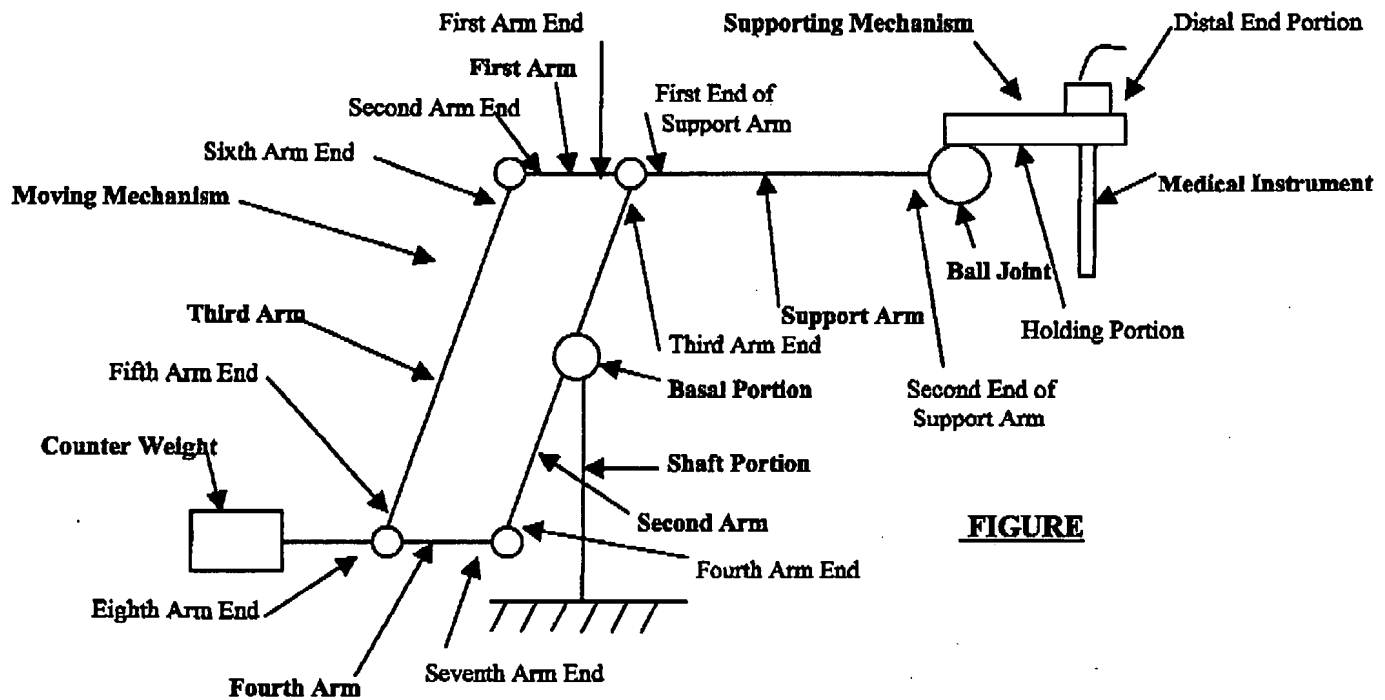 First Arm End
Supporting Mechanism
Distal End Portion
First Arm
Second Arm End
First End of
Support Arm
Sixth Arm End
Moving Mechanism
Medical Instrument
Ball Joint
Third Arm
Support Arm
Holding Portion
Third Arm End
Fifth Arm End
Basal Portion
Second End of
Support Arm
Counter Weight
Shaft Portion
Second Arm
FIGURE
Fourth Arm End
Eighth Arm End
Seventh Arm End
Fourth Arm